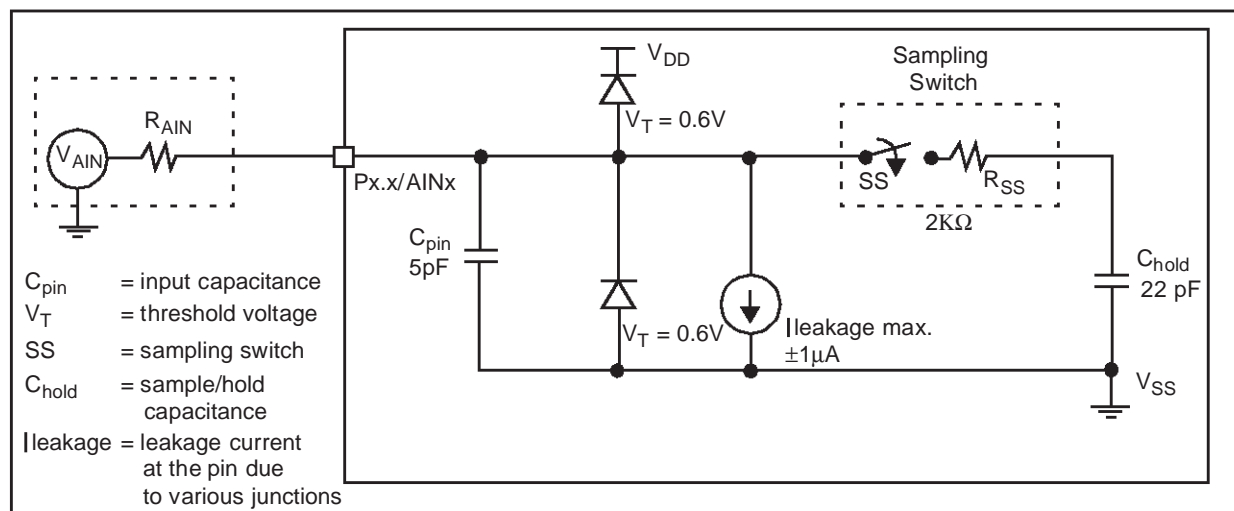 V_DD
Sampling
Switch
R_AIN
V_T = 0.6V
V_AIN
Px.x/AINx
SS
R_SS
2KΩ
C_pin
5pF
C_hold
22 pF
V_T = 0.6V
I leakage max.
±1μA
V_SS
C_pin = input capacitance
V_T = threshold voltage
SS = sampling switch
C_hold = sample/hold
capacitance
I leakage = leakage current
at the pin due
to various junctions